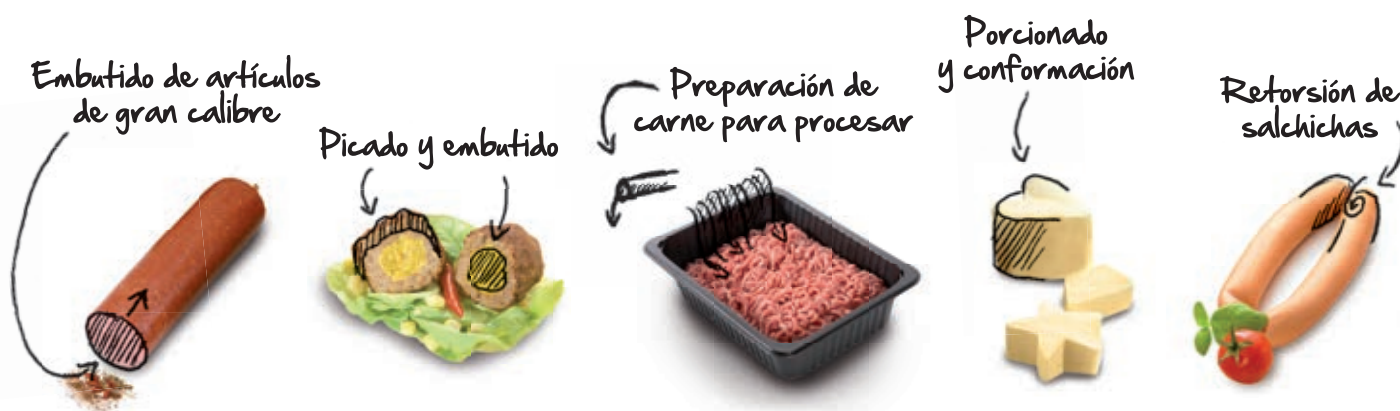 Embutido de artículos
de gran calibre
Picado y embutido
Preparación de
carne para procesar
Porcionado
y conformación
Retorsión de
salchichas